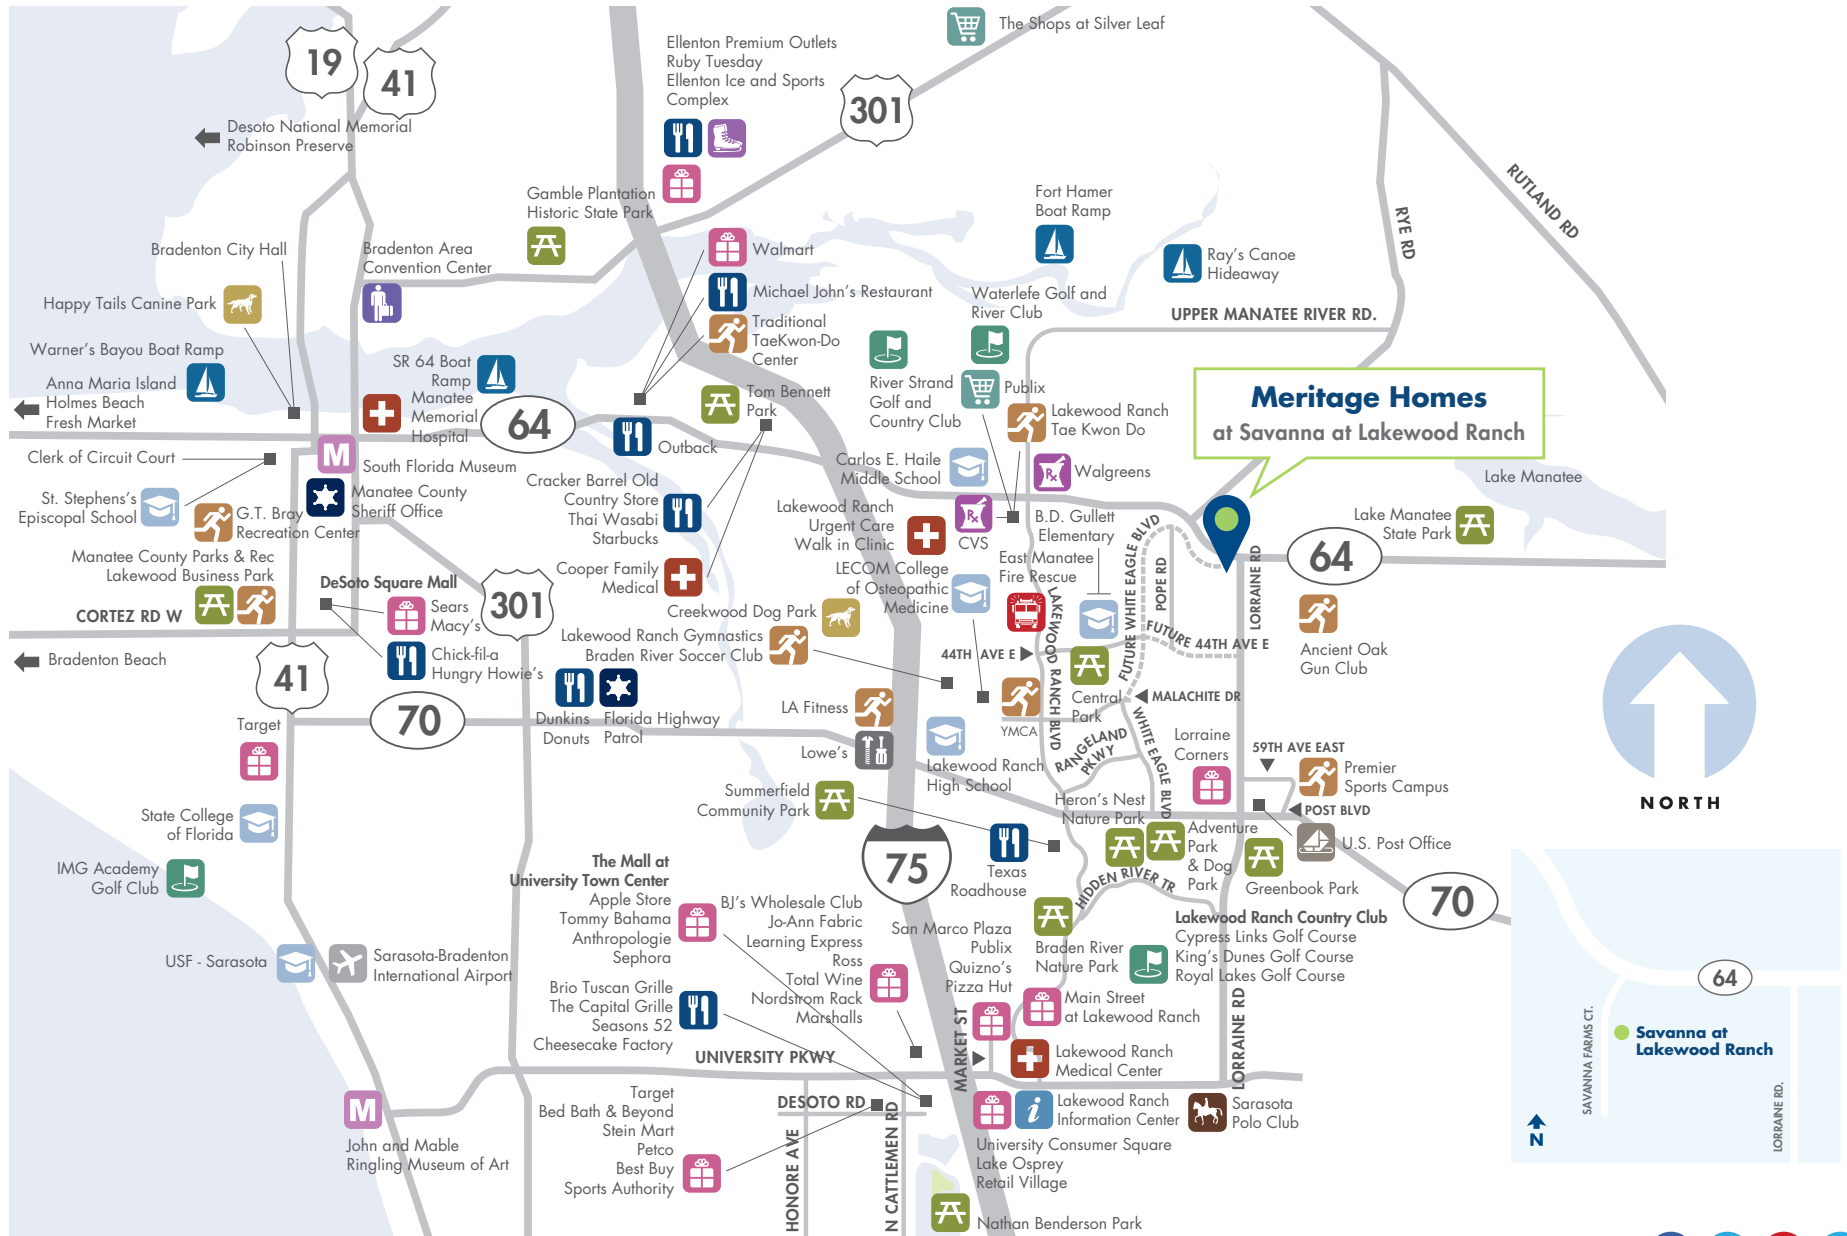 The Shops at Silver Leaf
19
41
Ellenton Premium Outlets
Ruby Tuesday
Ellenton Ice and Sports
Complex
301
Desoto National Memorial
Robinson Preserve
RUTLAND RD
RYE RD
Gamble Plantation
Historic State Park
Fort Hamer
Boat Ramp
Bradenton City Hall
Bradenton Area
Convention Center
Walmart
Ray's Canoe
Hideaway
Happy Tails Canine Park
Michael John's Restaurant
Waterlefe Golf and
River Club
UPPER MANATEE RIVER RD.
Traditional
TaeKwon-Do
Center
Warner's Bayou Boat Ramp
SR 64 Boat
Ramp
Anna Maria Island
Holmes Beach
Fresh Market
Manatee
Memorial
Hospital
64
Tom Bennett
Park
River Strand
Golf and
Country Club
Publix
Lakewood Ranch
Tae Kwon Do
Meritage Homes
at Savanna at Lakewood Ranch
Clerk of Circuit Court
M
South Florida Museum
Outback
Carlos E. Haile
Middle School
Walgreens
Lake Manatee
St. Stephens's
Episcopal School
Manatee County
Sheriff Office
G.T. Bray
Recreation Center
Cracker Barrel Old
Country Store
Thai Wasabi
Starbucks
Lakewood Ranch
Urgent Care
Walk in Clinic
Rx
Rx
CVS
B.D. Gullett
Elementary
Lake Manatee
State Park
Manatee County Parks & Rec
Lakewood Business Park
Cooper Family
Medical
LECOM College
of Osteopathic
Medicine
East Manatee
Fire Rescue
FUTURE WHITE EAGLE BLVD
POPE RD
LORRAINE RD
64
DeSoto Square Mall
Sears
Macy's
301
CORTEZ RD W
Creekwood Dog Park
LAKEWOOD RANCH BLVD
FUTURE 44TH AVE E
Ancient Oak
Gun Club
Bradenton Beach
Chick-fil-a
Hungry Howie's
Lakewood Ranch Gymnastics
Braden River Soccer Club
44TH AVE E
41
Dunkins
Donuts
Florida Highway
Patrol
LA Fitness
YMCA
Central
Park
MALACHITE DR
Target
70
Lowe's
Lakewood Ranch
High School
RANGELAND
PKWY
WHITE EAGLE BLVD
Lorraine
Corners
59TH AVE EAST
Premier
Sports Campus
NORTH
State College
of Florida
Summerfield
Community Park
Heron's Nest
Nature Park
POST BLVD
U.S. Post Office
IMG Academy
Golf Club
75
Texas
Roadhouse
Adventure
Park
& Dog
Park
Greenbook Park
70
HIDDEN RIVER TR
The Mall at
University Town Center
Apple Store
Tommy Bahama
Anthropologie
Sephora
BJ's Wholesale Club
Jo-Ann Fabric
Learning Express
Ross
Total Wine
Nordstrom Rack
Marshalls
San Marco Plaza
Publix
Quizno's
Pizza Hut
Braden River
Nature Park
Lakewood Ranch Country Club
Cypress Links Golf Course
King's Dunes Golf Course
Royal Lakes Golf Course
USF - Sarasota
Sarasota-Bradenton
International Airport
Brio Tuscan Grille
The Capital Grille
Seasons 52
Cheesecake Factory
Main Street
at Lakewood Ranch
LORRAINE RD
MARKET ST
UNIVERSITY PKWY
Lakewood Ranch
Medical Center
M
John and Mable
Ringling Museum of Art
Target
Bed Bath & Beyond
Stein Mart
Petco
Best Buy
Sports Authority
DESOTO RD
HONORE AVE
N CATTLEMEN RD
i
Lakewood Ranch
Information Center
Sarasota
Polo Club
University Consumer Square
Lake Osprey
Retail Village
Nathan Benderson Park
64
SAVANNA FARMS CT.
Savanna at
Lakewood Ranch
LORRAINE RD.
N